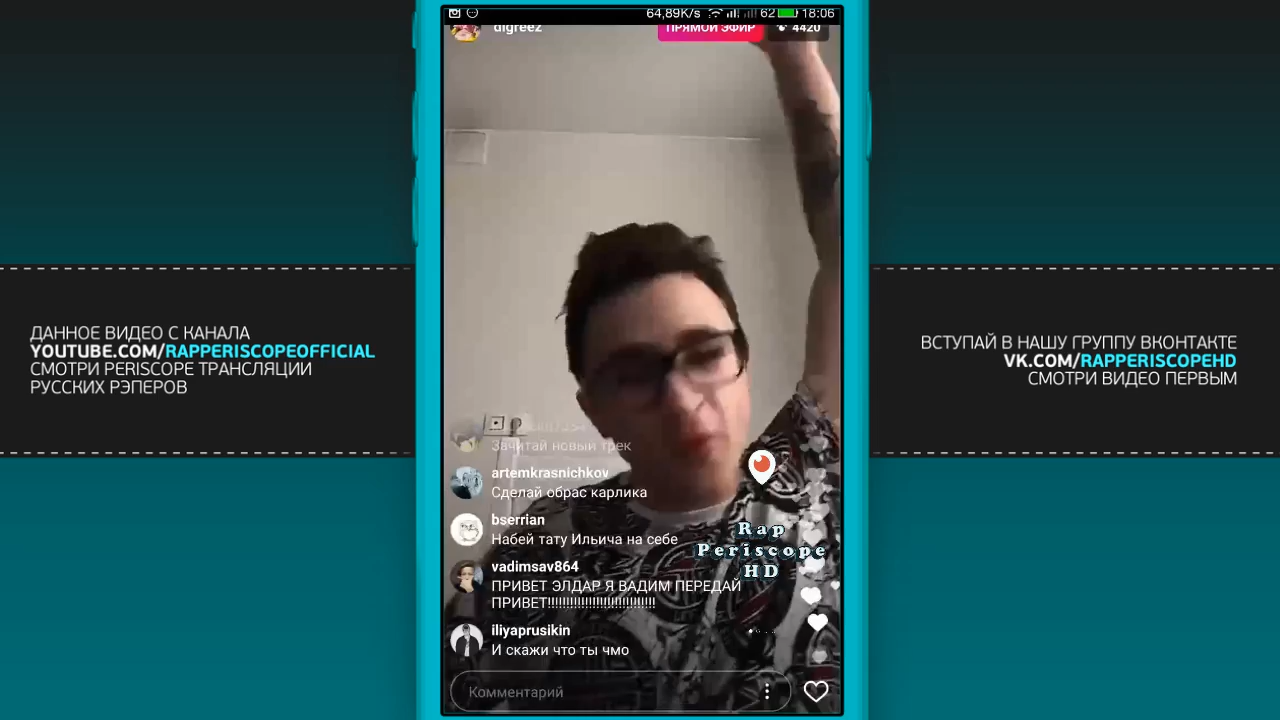 64,89K/s 62 18:06
digree2
ПРЯМОЙ ЭФИР
4420
ДАННОЕ ВИДЕО С КАНАЛА
YOUTUBE.COM/RAPPERISCOPEOFFICIAL
СМОТРИ PERISCOPE ТРАНСЛЯЦИИ
РУССКИХ РЭПЕРОВ
ВСТУПАЙ В НАШУ ГРУППУ ВКОНТАКТЕ
VK.COM/RAPPERISCOPEHD
СМОТРИ ВИДЕО ПЕРВЫМ
Зачитай новый трек
artemkrasnichkov
Сделай обрас карлика
bserrian
Набей тату Ильича на себе
vadimsav864
ПРИВЕТ ЭЛДАР Я ВАДИМ ПЕРЕДАЙ
ПРИВЕТ!!!!!!!!!!!!!!!!!!!!!!!!!!!!!
iliyaprusikin
И скажи что ты чмо
Rap
Periscope
HD
Комментарий